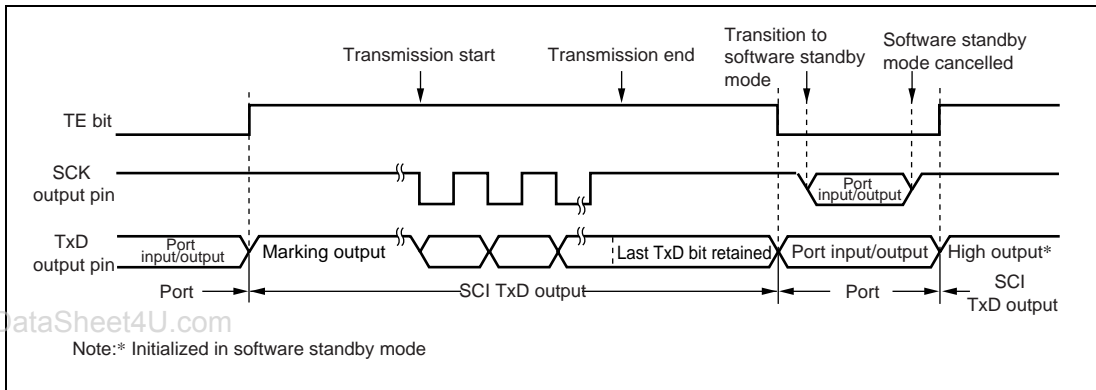 Transmission start
Transmission end
Transition to
software standby
mode
Software standby
mode cancelled
TE bit
SCK
output pin
Port
input/output
TxD
output pin
Port
input/output
Marking output
Last TxD bit retained
Port input/output
High output*
Port
SCI TxD output
Port
SCI
TxD output
DataSheet4U.com
Note:* Initialized in software standby mode